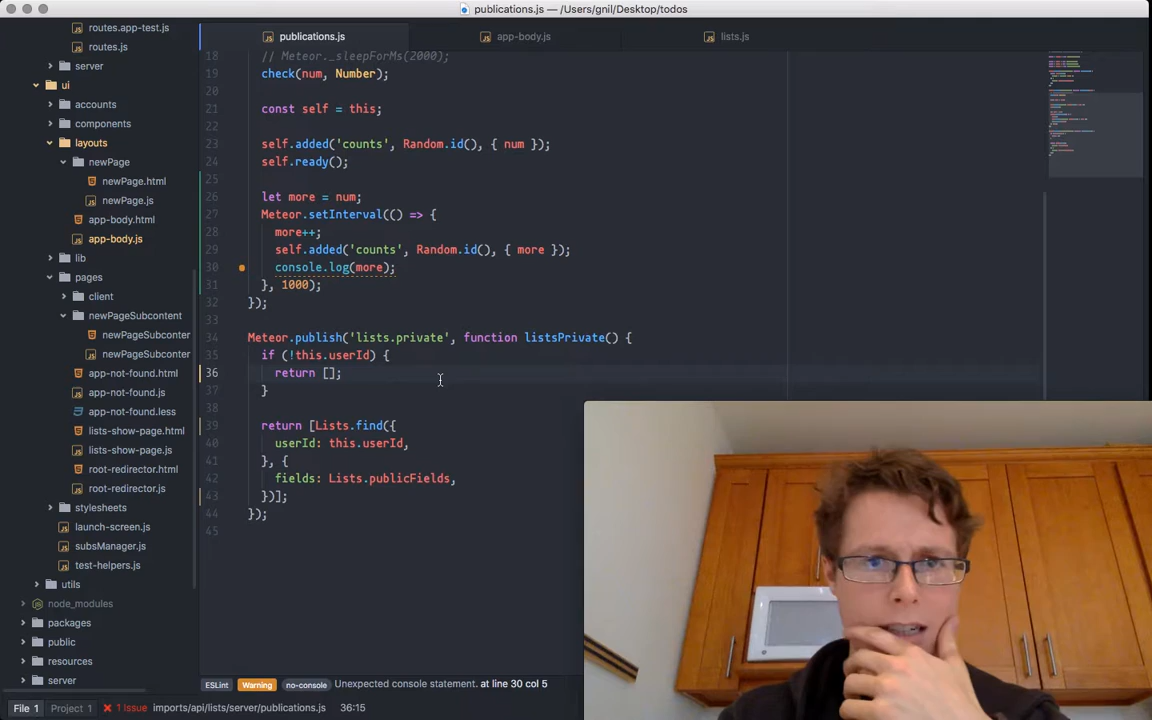 publications.js — /Users/gnil/Desktop/todos
routes.app-test.js
routes.js
server
ui
accounts
components
layouts
newPage
newPage.html
newPage.js
app-body.html
app-body.js
lib
pages
client
newPageSubcontent
newPageSubconter
newPageSubconter
app-not-found.html
app-not-found.js
app-not-found.less
lists-show-page.html
lists-show-page.js
root-redirector.html
root-redirector.js
stylesheets
launch-screen.js
subsManager.js
test-helpers.js
utils
node_modules
packages
public
resources
server
publications.js app-body.js lists.js
18 // Meteor._sleepForMs(2000);
19 check(num, Number);
20
21 const self = this;
22
23 self.added('counts', Random.id(), { num });
24 self.ready();
25
26 let more = num;
27 Meteor.setInterval(() => {
28 more++;
29 self.added('counts', Random.id(), { more });
30 console.log(more);
31 }, 1000);
32 });
33
34 Meteor.publish('lists.private', function listsPrivate() {
35 if (!this.userId) {
36 return [];
37 }
38
39 return [Lists.find({
40 userId: this.userId,
41 }, {
42 fields: Lists.publicFields,
43 })];
44 });
45
ESLint Warning no-console Unexpected console statement. at line 30 col 5
File 1 Project 1 1 Issue imports/api/lists/server/publications.js 36:15